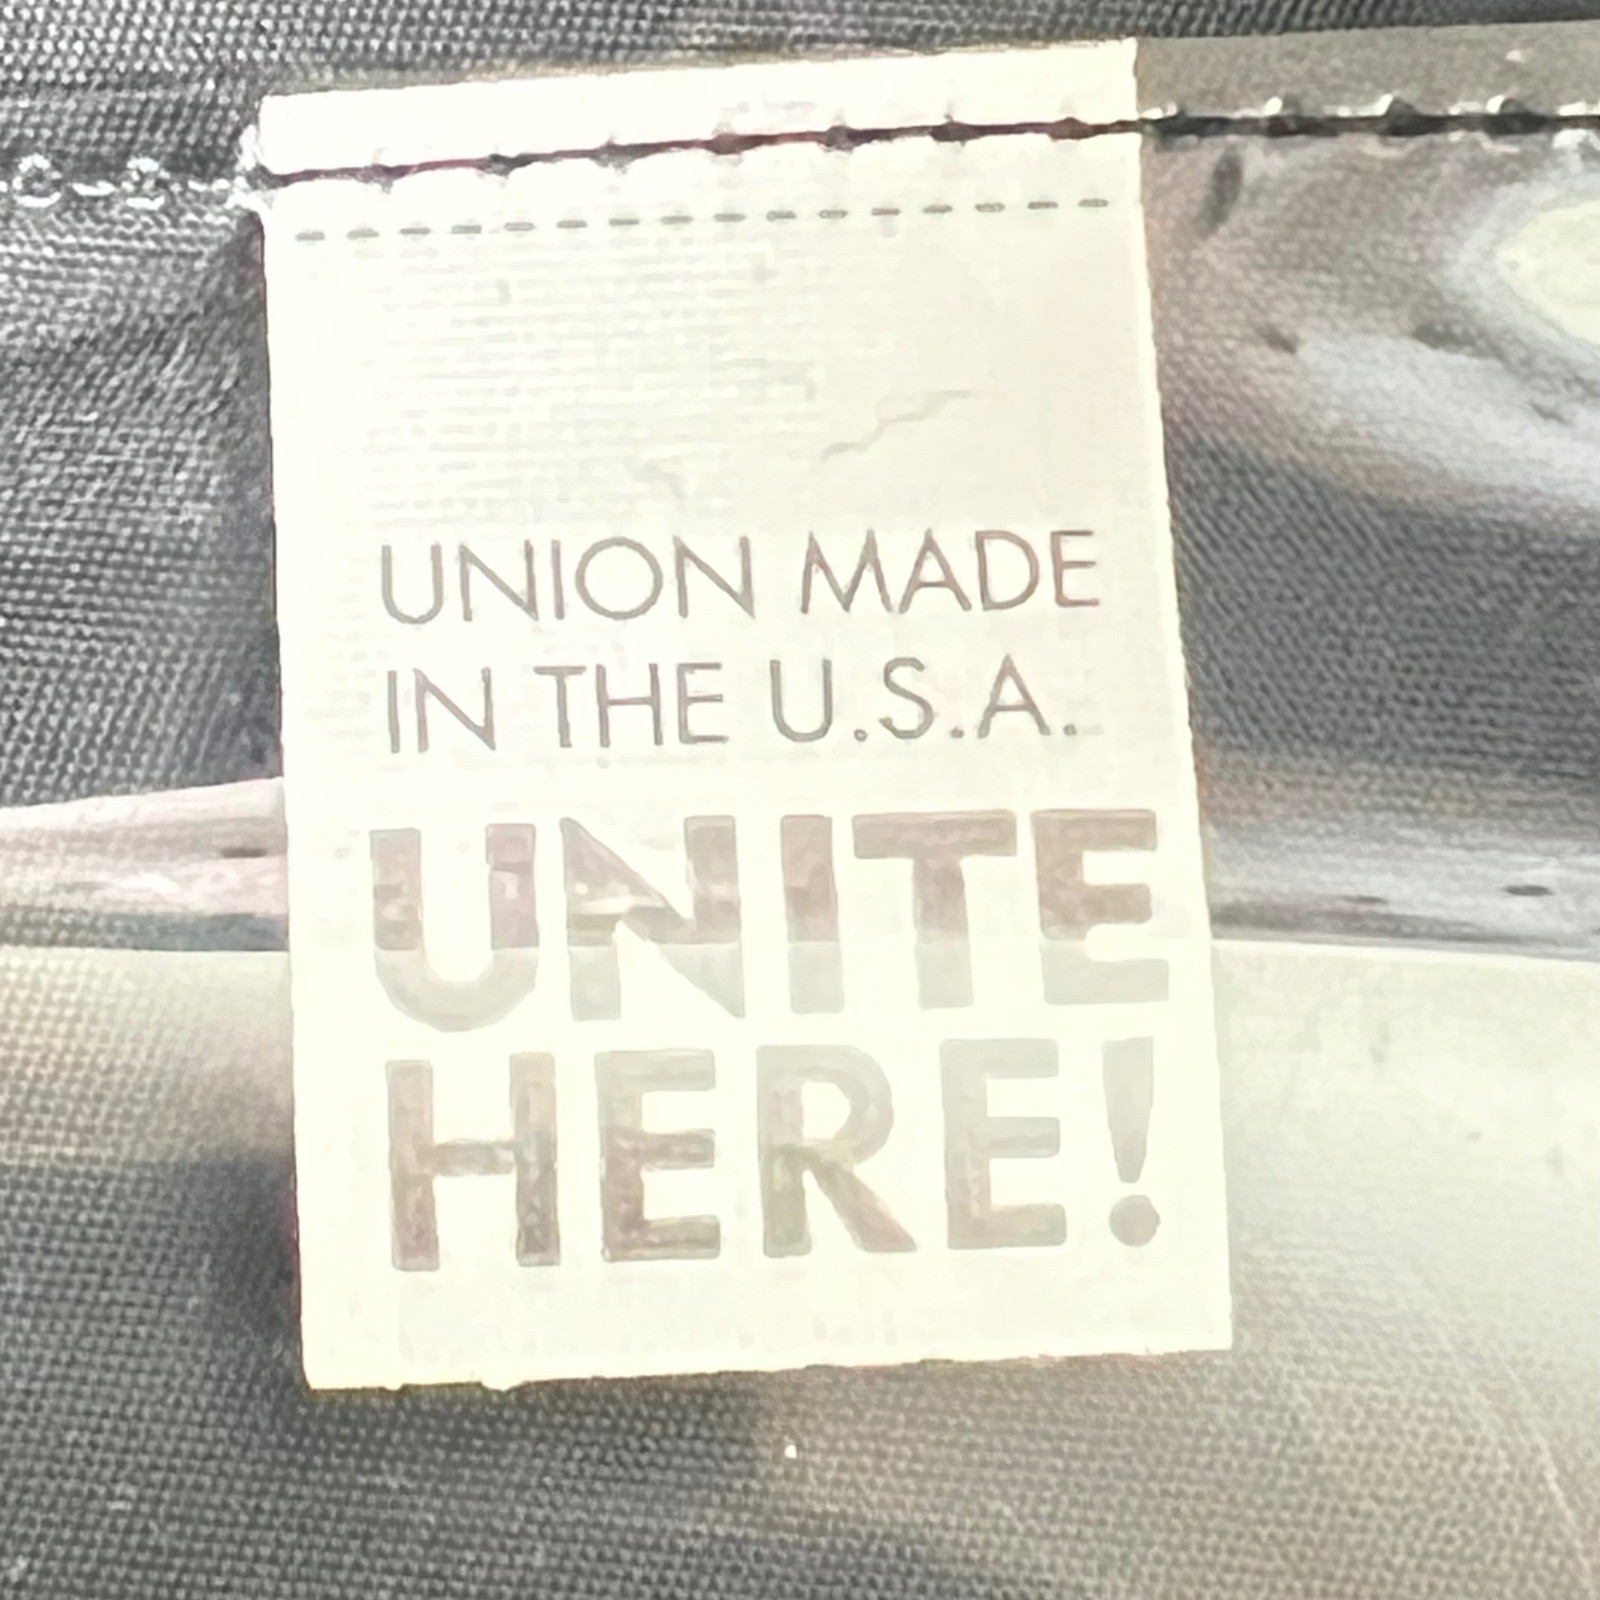 UNION MADE
IN THE U.S.A.
UNITE
HERE!